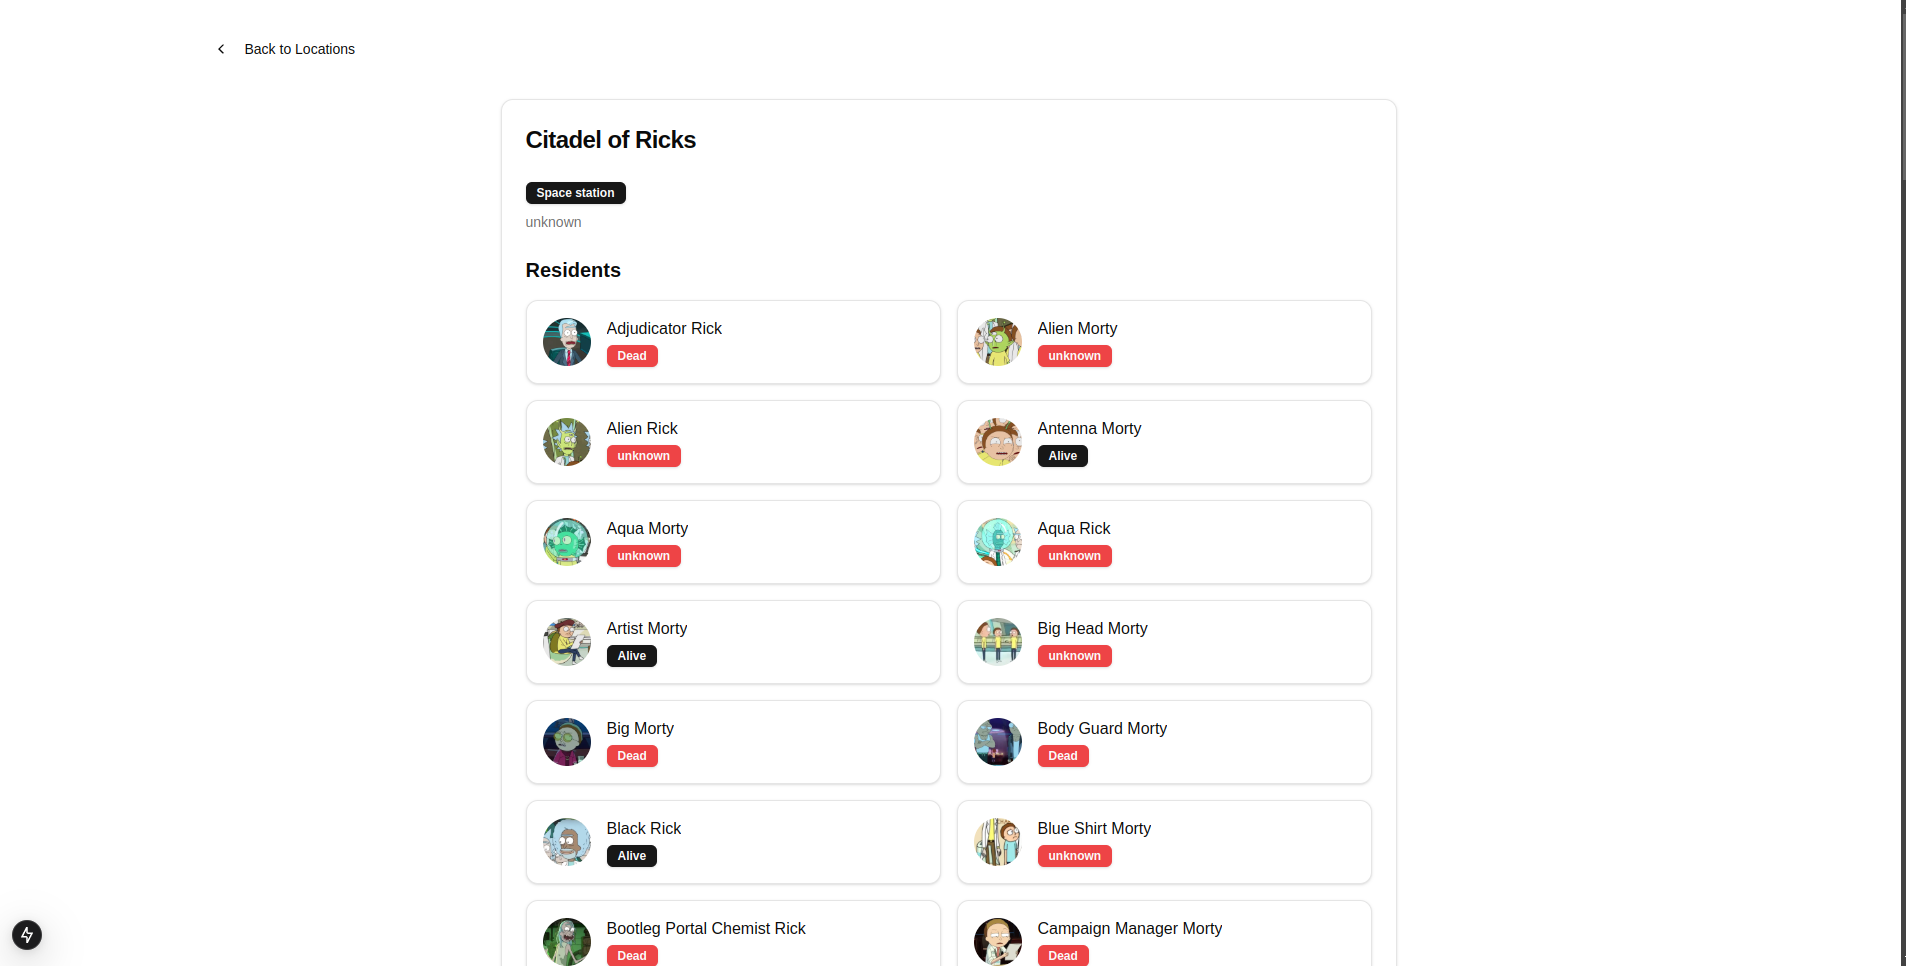 Back to Locations
Citadel of Ricks
Space station
unknown
Residents
Adjudicator Rick
Dead
Alien Morty
unknown
Alien Rick
unknown
Antenna Morty
Alive
Aqua Morty
unknown
Aqua Rick
unknown
Artist Morty
Alive
Big Head Morty
unknown
Big Morty
Dead
Body Guard Morty
Dead
Black Rick
Alive
Blue Shirt Morty
unknown
Bootleg Portal Chemist Rick
Dead
Campaign Manager Morty
Dead